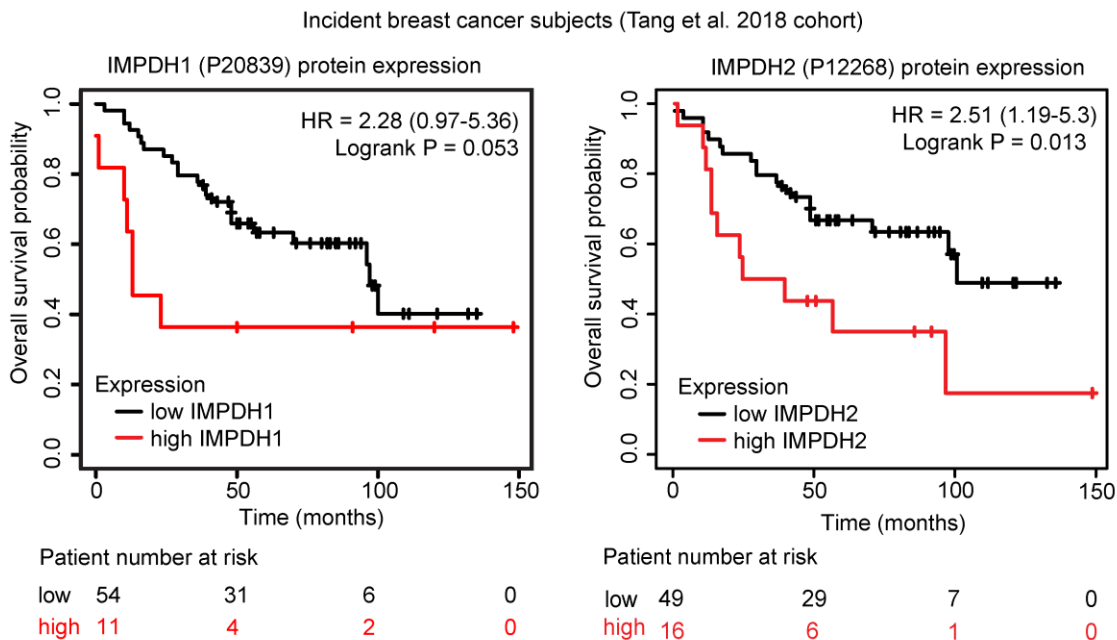 Incident breast cancer subjects (Tang et al. 2018 cohort)
IMPDH1 (P20839) protein expression
HR = 2.28 (0.97-5.36)
Logrank P = 0.053
Overall survival probability
1.0
0.8
0.6
0.4
0.2
0.0
Expression
low IMPDH1
high IMPDH1
0 50 100 150
Time (months)
Patient number at risk
low 54 31 6 0
high 11 4 2 0
IMPDH2 (P12268) protein expression
HR = 2.51 (1.19-5.3)
Logrank P = 0.013
Overall survival probability
1.0
0.8
0.6
0.4
0.2
0.0
Expression
low IMPDH2
high IMPDH2
0 50 100 150
Time (months)
Patient number at risk
low 49 29 7 0
high 16 6 1 0